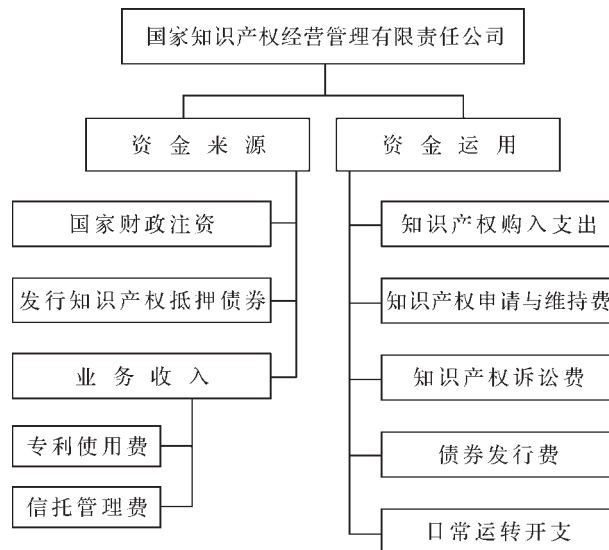 国家知识产权经营管理有限责任公司
资金来源
资金运用
国家财政注资
发行知识产权抵押债券
业务收入
专利使用费
信托管理费
知识产权购入支出
知识产权申请与维持费
知识产权诉讼费
债券发行费
日常运转开支